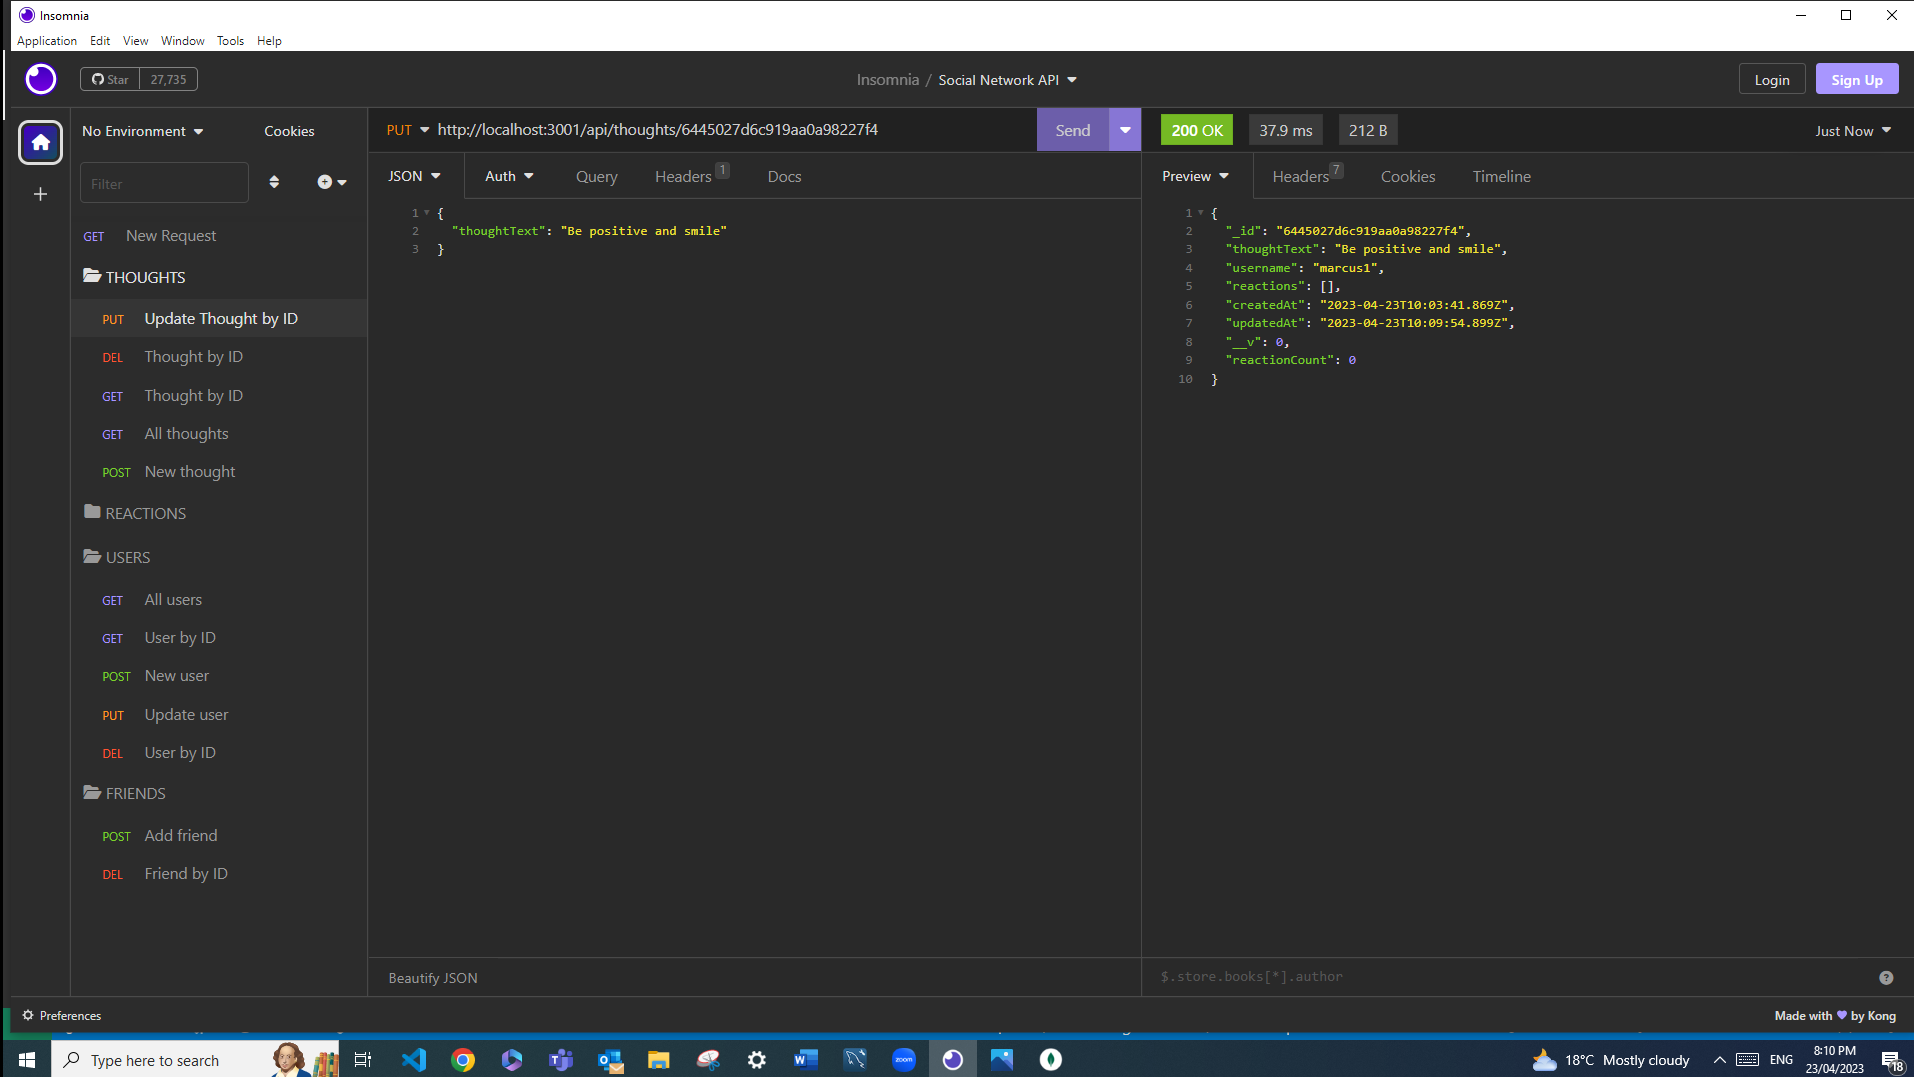 Insomnia
Application Edit View Window Tools Help
Star 27,735
Insomnia / Social Network API
Login Sign Up
No Environment Cookies
Filter
GET New Request
THOUGHTS
PUT Update Thought by ID
DEL Thought by ID
GET Thought by ID
GET All thoughts
POST New thought
REACTIONS
USERS
GET All users
GET User by ID
POST New user
PUT Update user
DEL User by ID
FRIENDS
POST Add friend
DEL Friend by ID
PUT http://localhost:3001/api/thoughts/6445027d6c919aa0a98227f4 Send
JSON Auth Query Headers 1 Docs
1 {
2 "thoughtText": "Be positive and smile"
3 }
Beautify JSON
200 OK 37.9 ms 212 B Just Now
Preview Headers 7 Cookies Timeline
1 {
2 "_id": "6445027d6c919aa0a98227f4",
3 "thoughtText": "Be positive and smile",
4 "username": "marcus1",
5 "reactions": [],
6 "createdAt": "2023-04-23T10:03:41.869Z",
7 "updatedAt": "2023-04-23T10:09:54.899Z",
8 "__v": 0,
9 "reactionCount": 0
10 }
$.store.books[*].author
Preferences
Made with by Kong
Type here to search
zoom
18°C Mostly cloudy
ENG
8:10 PM
23/04/2023
18